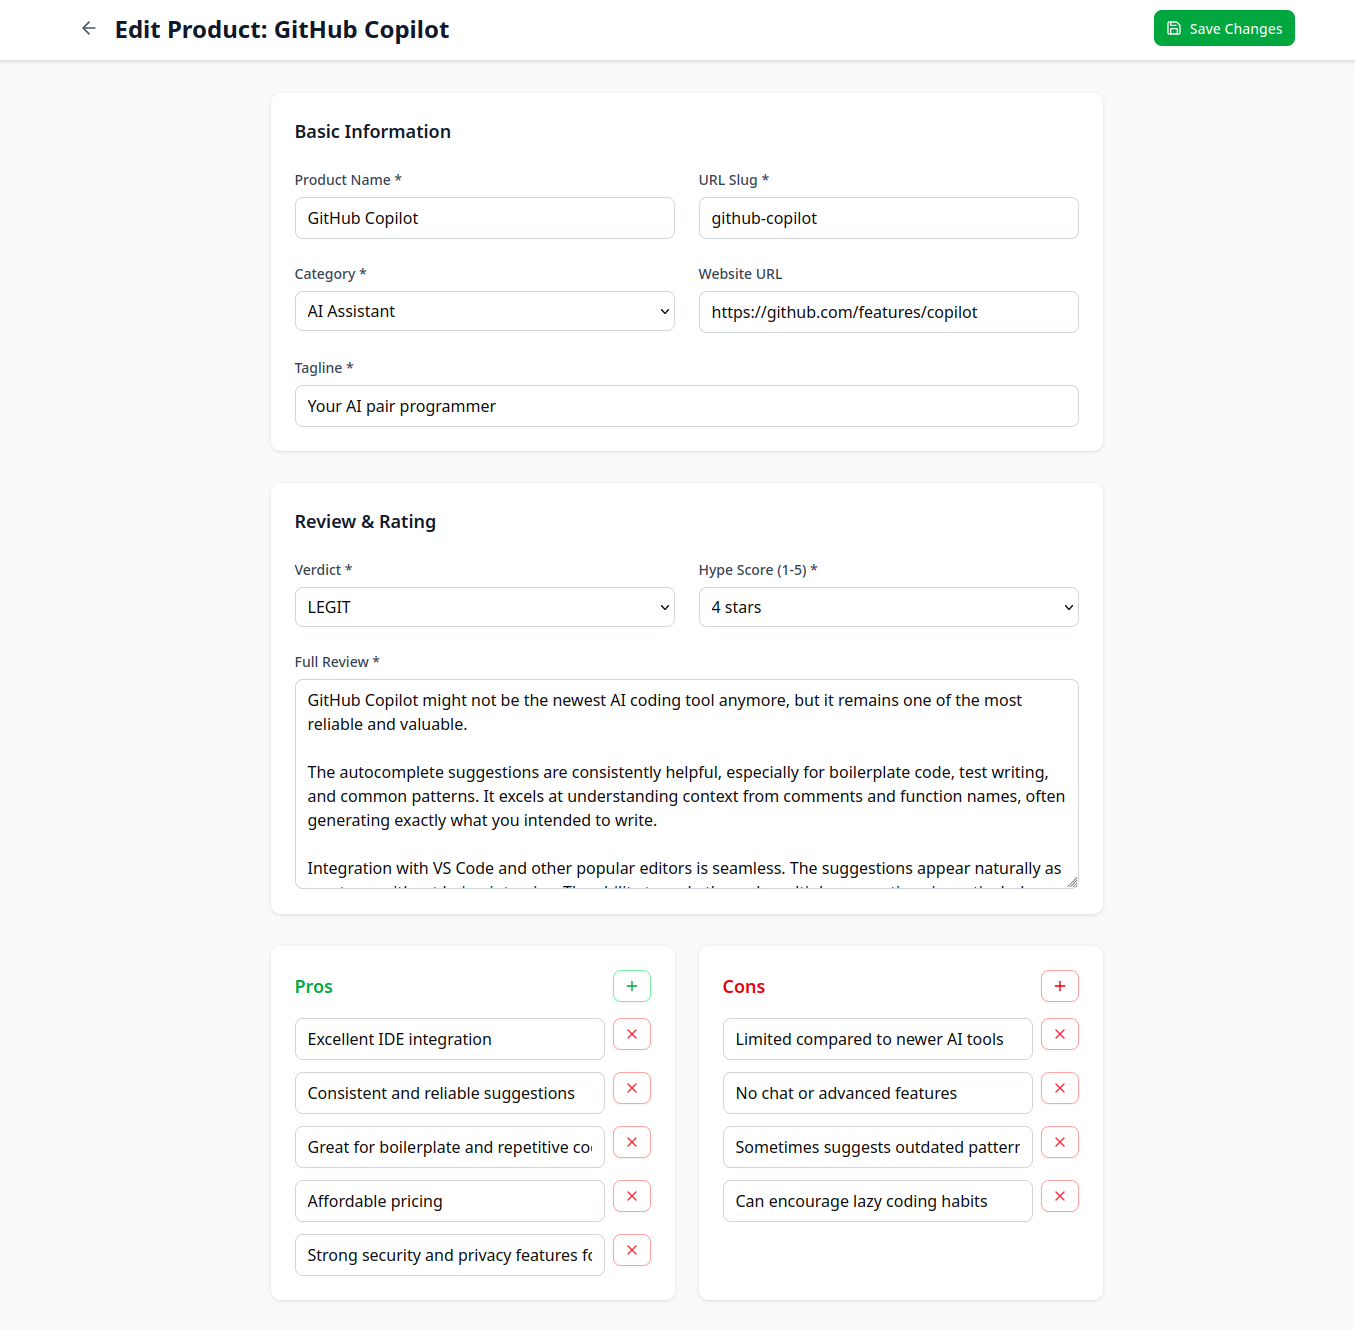 Edit Product: GitHub Copilot
Save Changes
Basic Information
Product Name *
URL Slug *
GitHub Copilot
github-copilot
Category *
Website URL
AI Assistant
https://github.com/features/copilot
Tagline *
Your AI pair programmer
Review & Rating
Verdict *
Hype Score (1-5) *
LEGIT
4 stars
Full Review *
GitHub Copilot might not be the newest AI coding tool anymore, but it remains one of the most
reliable and valuable.
The autocomplete suggestions are consistently helpful, especially for boilerplate code, test writing,
and common patterns. It excels at understanding context from comments and function names, often
generating exactly what you intended to write.
Integration with VS Code and other popular editors is seamless. The suggestions appear naturally as
Pros
Excellent IDE integration
Consistent and reliable suggestions
Great for boilerplate and repetitive
Affordable pricing
Strong security and privacy features
Cons
Limited compared to newer AI tools
No chat or advanced features
Sometimes suggests outdated pattern
Can encourage lazy coding habits